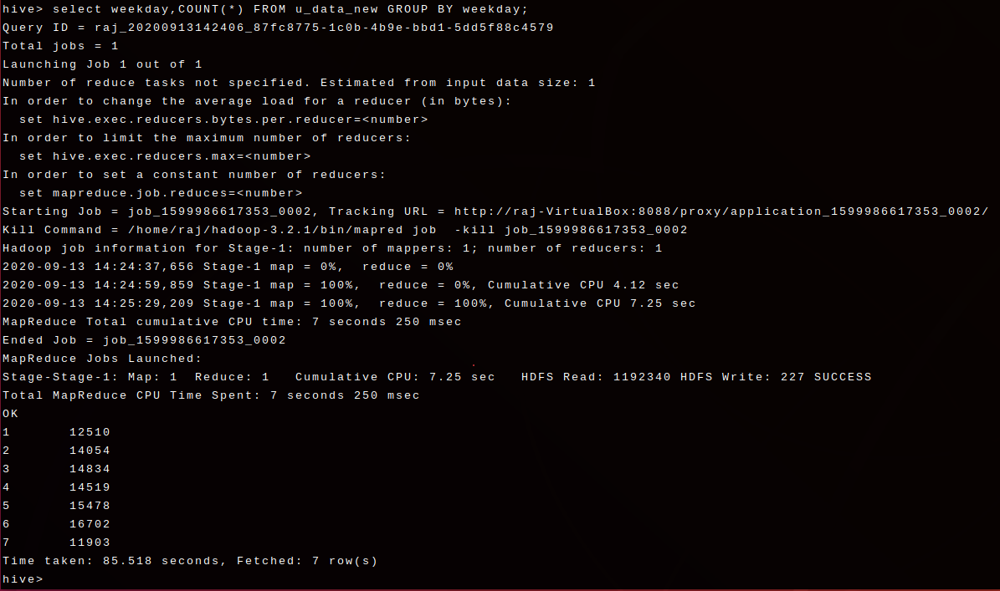 hive> select weekday,COUNT(*) FROM u_data_new GROUP BY weekday;
Query ID = raj_20200913142406_87fc8775-1c0b-4b9e-bbd1-5dd5f88c4579
Total jobs = 1
Launching Job 1 out of 1
Number of reduce tasks not specified. Estimated from input data size: 1
In order to change the average load for a reducer (in bytes):
  set hive.exec.reducers.bytes.per.reducer=<number>
In order to limit the maximum number of reducers:
  set hive.exec.reducers.max=<number>
In order to set a constant number of reducers:
  set mapreduce.job.reduces=<number>
Starting Job = job_1599986617353_0002, Tracking URL = http://raj-VirtualBox:8088/proxy/application_1599986617353_0002/
Kill Command = /home/raj/hadoop-3.2.1/bin/mapred job  -kill job_1599986617353_0002
Hadoop job information for Stage-1: number of mappers: 1; number of reducers: 1
2020-09-13 14:24:37,656 Stage-1 map = 0%,  reduce = 0%
2020-09-13 14:24:59,859 Stage-1 map = 100%,  reduce = 0%, Cumulative CPU 4.12 sec
2020-09-13 14:25:29,209 Stage-1 map = 100%,  reduce = 100%, Cumulative CPU 7.25 sec
MapReduce Total cumulative CPU time: 7 seconds 250 msec
Ended Job = job_1599986617353_0002
MapReduce Jobs Launched:
Stage-Stage-1: Map: 1  Reduce: 1   Cumulative CPU: 7.25 sec   HDFS Read: 1192340 HDFS Write: 227 SUCCESS
Total MapReduce CPU Time Spent: 7 seconds 250 msec
OK
1	12510
2	14054
3	14834
4	14519
5	15478
6	16702
7	11903
Time taken: 85.518 seconds, Fetched: 7 row(s)
hive>